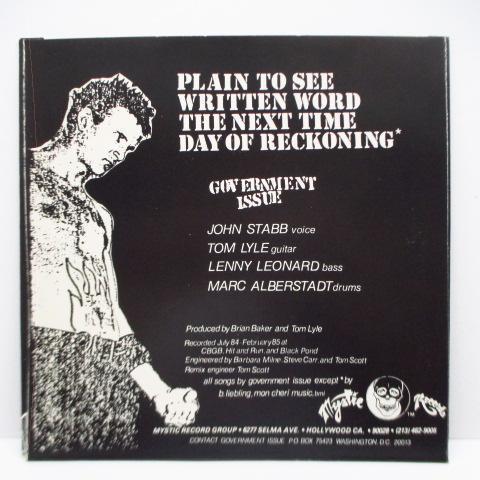 PLAIN TO SEE
WRITTEN WORD
THE NEXT TIME
DAY OF RECKONING*
GOVERNMENT
ISSUE
JOHN STABB voice
TOM LYLE guitar
LENNY LEONARD bass
MARC ALBERSTADT drums
Produced by Brian Baker and Tom Lyle
Recorded July 84-February 85 at
CBGB, Hit and Run, and Black Pond
Engineered by Barbara Milne, Steve Carr, and Tom Scott
Remix engineer Tom Scott
all songs by government issue except * by
b. liebling, mon cheri music, bmi
Mystic Records
TM
MYSTIC RECORD GROUP • 6277 SELMA AVE. • HOLLYWOOD CA. • 90028 • (213) 462-9005
CONTACT GOVERNMENT ISSUE P.O. BOX 75423 WASHINGTON D.C. 20013